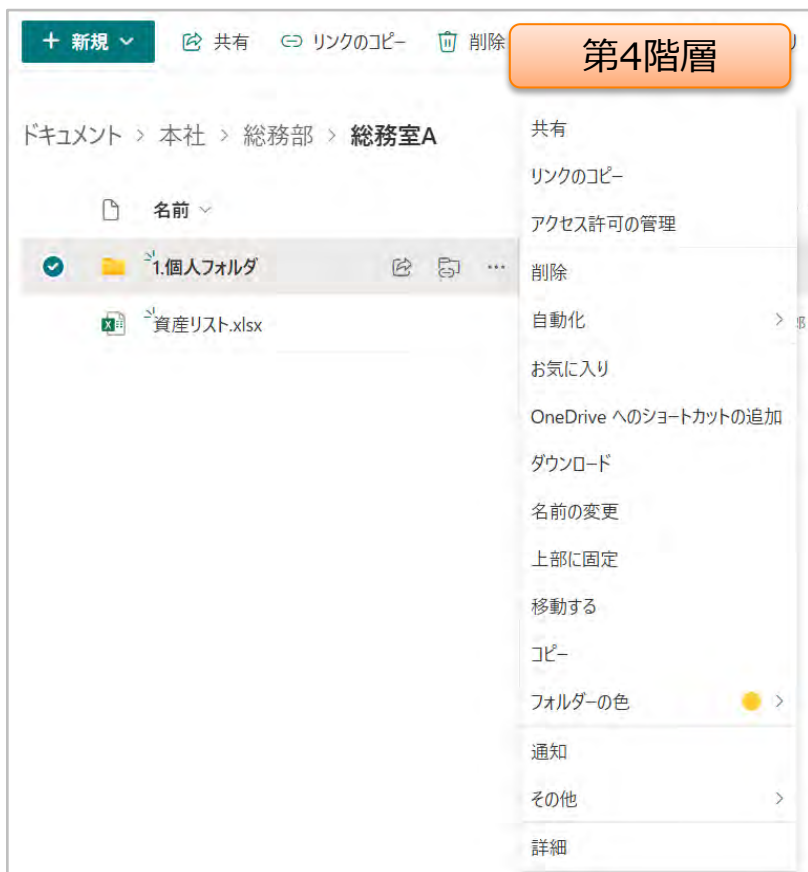 + 新規 共有 リンクのコピー 削除
第4階層
ドキュメント > 本社 > 総務部 > 総務室A
名前
1.個人フォルダ
資産リスト.xlsx
共有
リンクのコピー
アクセス許可の管理
削除
自動化
お気に入り
OneDrive へのショートカットの追加
ダウンロード
名前の変更
上部に固定
移動する
コピー
フォルダーの色
通知
その他
詳細